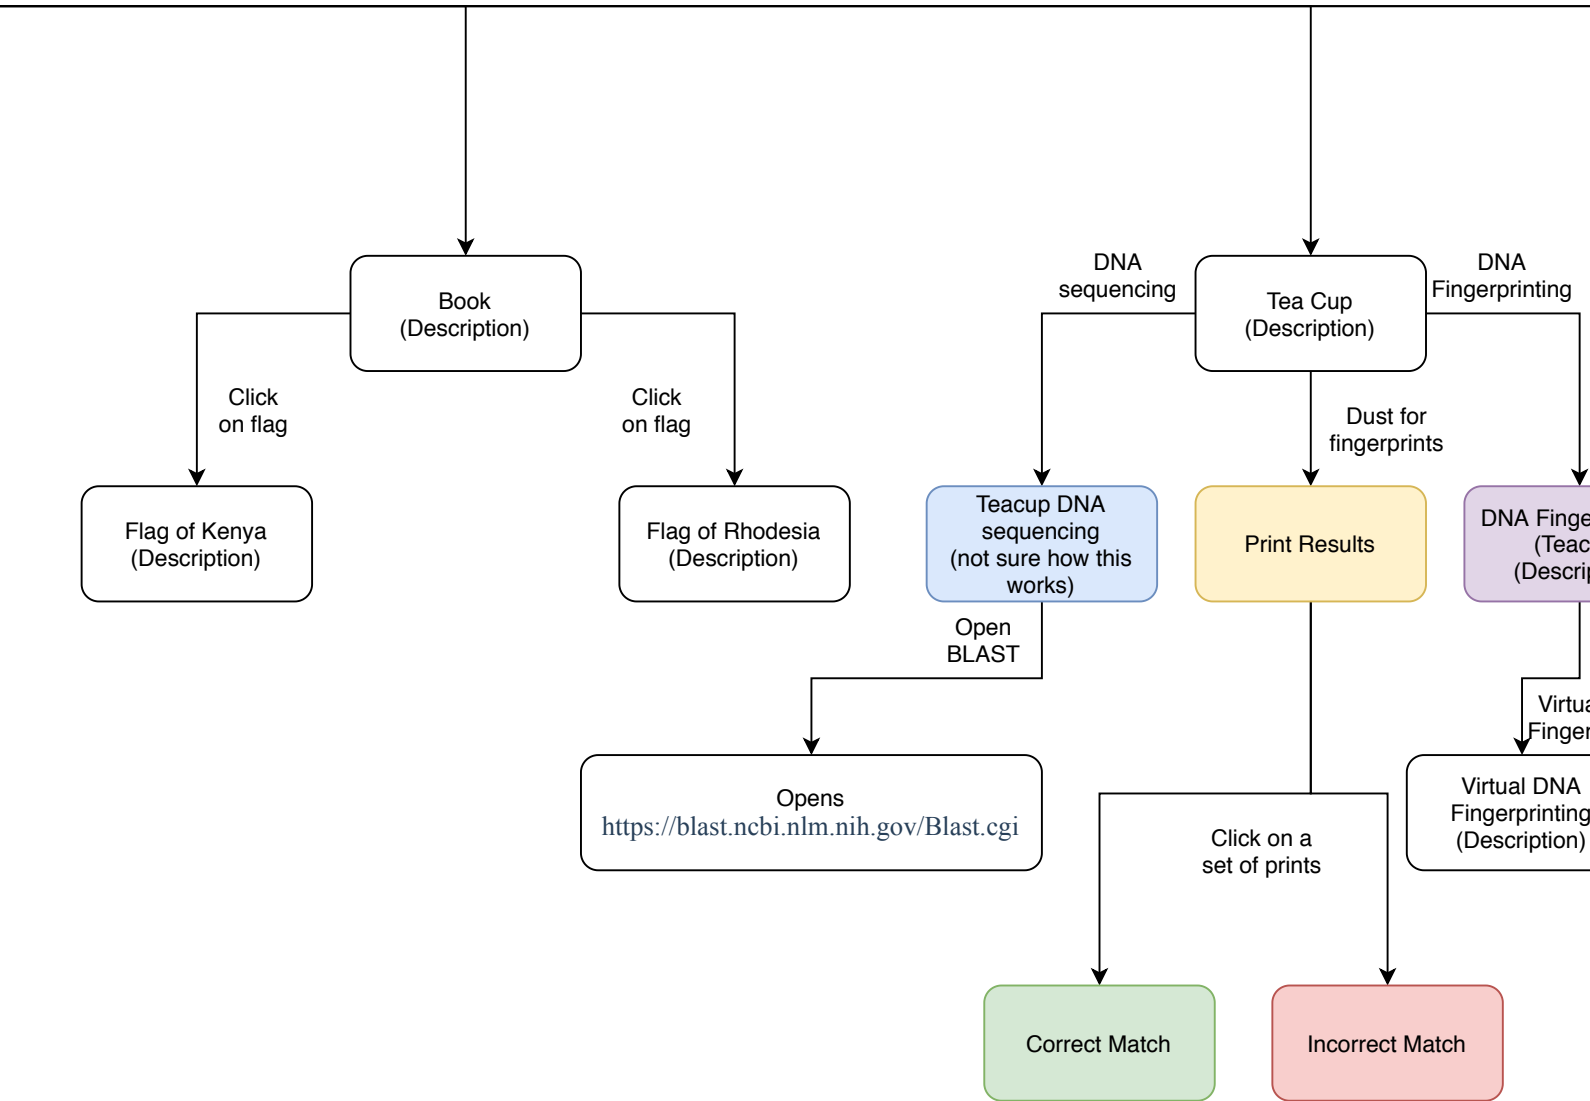 DNA
sequencing
DNA
Fingerprinting
Book
(Description)
Tea Cup
(Description)
Click
on flag
Click
on flag
Dust for
fingerprints
Flag of Kenya
(Description)
Flag of Rhodesia
(Description)
Teacup DNA
sequencing
(not sure how this
works)
Print Results
DNA
Open
BLAST
Opens
https://blast.ncbi.nlm.nih.gov/Blast.cgi
Click on a
set of prints
Virtual DNA
Fingerprinting
(Description)
Correct Match
Incorrect Match